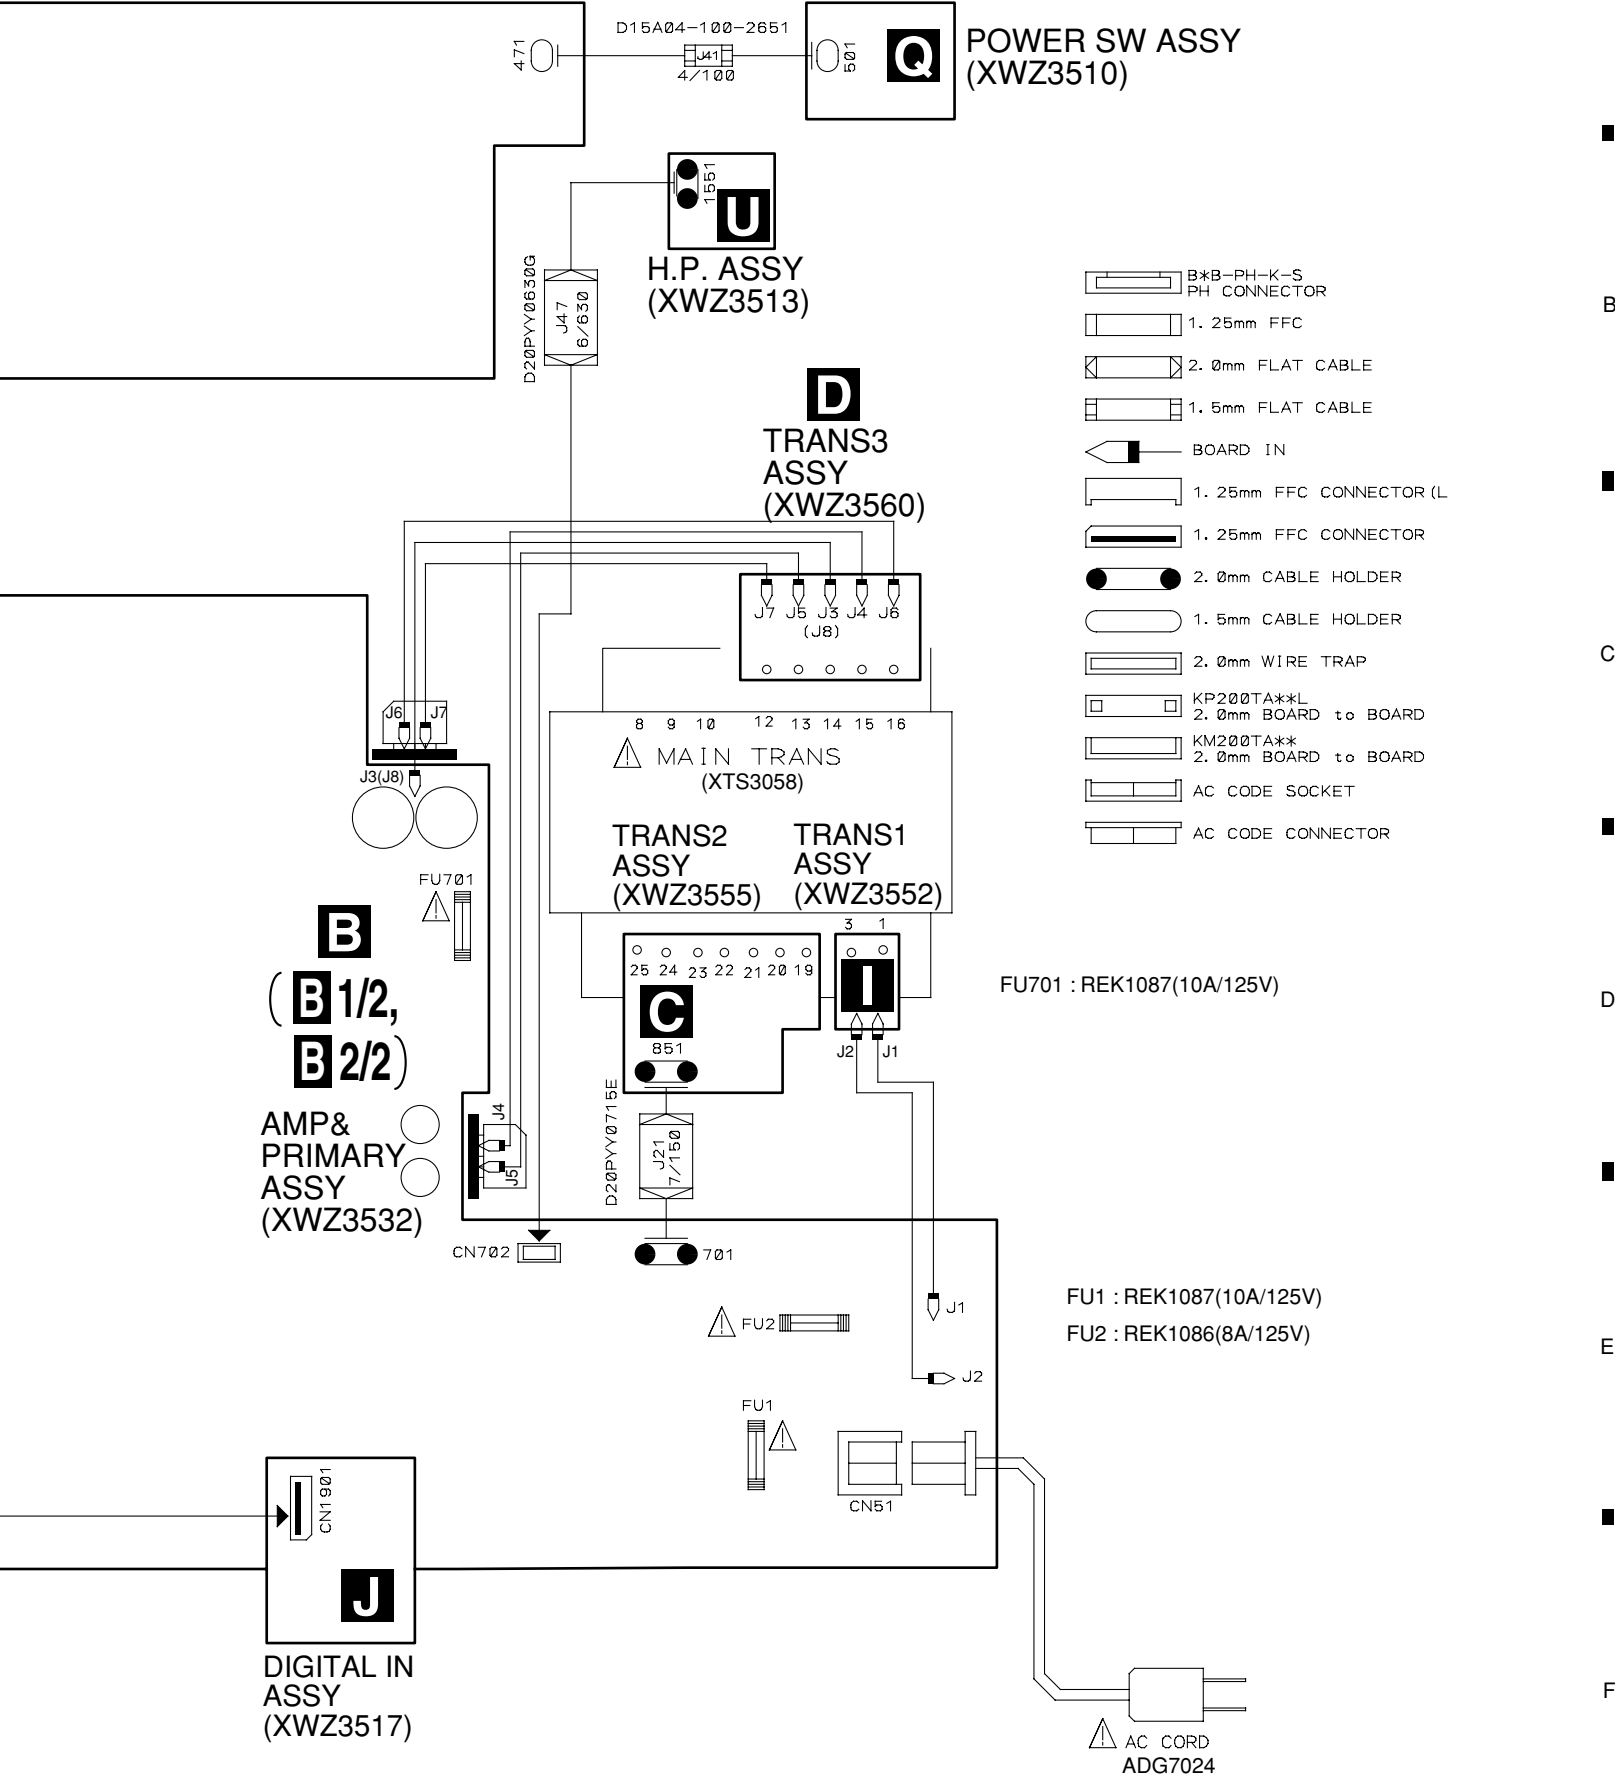 471
D15A04-100-2651
J41
4/100
501
Q
POWER SW ASSY
(XWZ3510)
1551
U
H.P. ASSY
(XWZ3513)
D20PYY0630G
J47
6/630
B
B*B-PH-K-S
PH CONNECTOR
1.25mm FFC
2.0mm FLAT CABLE
1.5mm FLAT CABLE
BOARD IN
1.25mm FFC CONNECTOR(L
1.25mm FFC CONNECTOR
2.0mm CABLE HOLDER
1.5mm CABLE HOLDER
2.0mm WIRE TRAP
KP200TA**L
2.0mm BOARD to BOARD
KM200TA**
2.0mm BOARD to BOARD
AC CODE SOCKET
AC CODE CONNECTOR
C
D
TRANS3
ASSY
(XWZ3560)
J7 J5 J3 J4 J6
(J8)
J6 J7
J3(J8)
8 9 10 12 13 14 15 16
MAIN TRANS
(XTS3058)
TRANS2
ASSY
(XWZ3555)
TRANS1
ASSY
(XWZ3552)
FU701
3 1
25 24 23 22 21 20 19
I
C
851
J2 J1
FU701 : REK1087(10A/125V)
D
B
(B 1/2,
B 2/2)
AMP&
PRIMARY
ASSY
(XWZ3532)
J4
J5
D20PYY0715E
J21
7/150
CN702
701
J1
FU2
J2
FU1 : REK1087(10A/125V)
FU2 : REK1086(8A/125V)
E
FU1
CN51
CN1901
J
DIGITAL IN
ASSY
(XWZ3517)
F
AC CORD
ADG7024